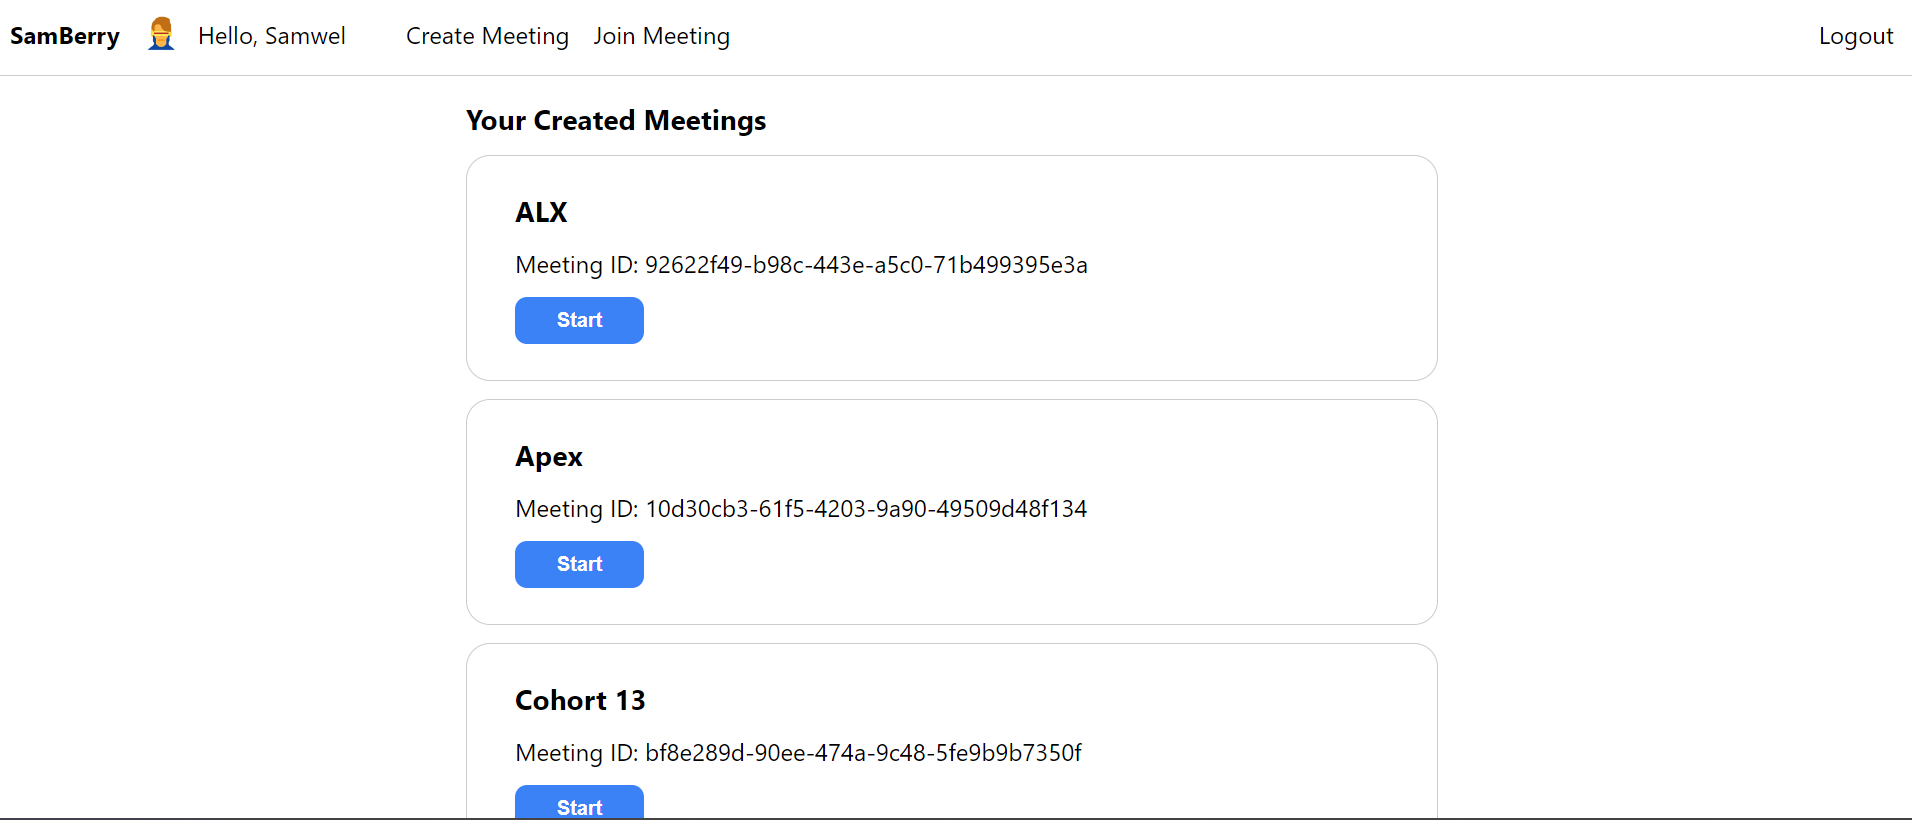 SamBerry Hello, Samwel Create Meeting Join Meeting Logout
Your Created Meetings
ALX
Meeting ID: 92622f49-b98c-443e-a5c0-71b499395e3a
Start
Apex
Meeting ID: 10d30cb3-61f5-4203-9a90-49509d48f134
Start
Cohort 13
Meeting ID: bf8e289d-90ee-474a-9c48-5fe9b9b7350f
Start